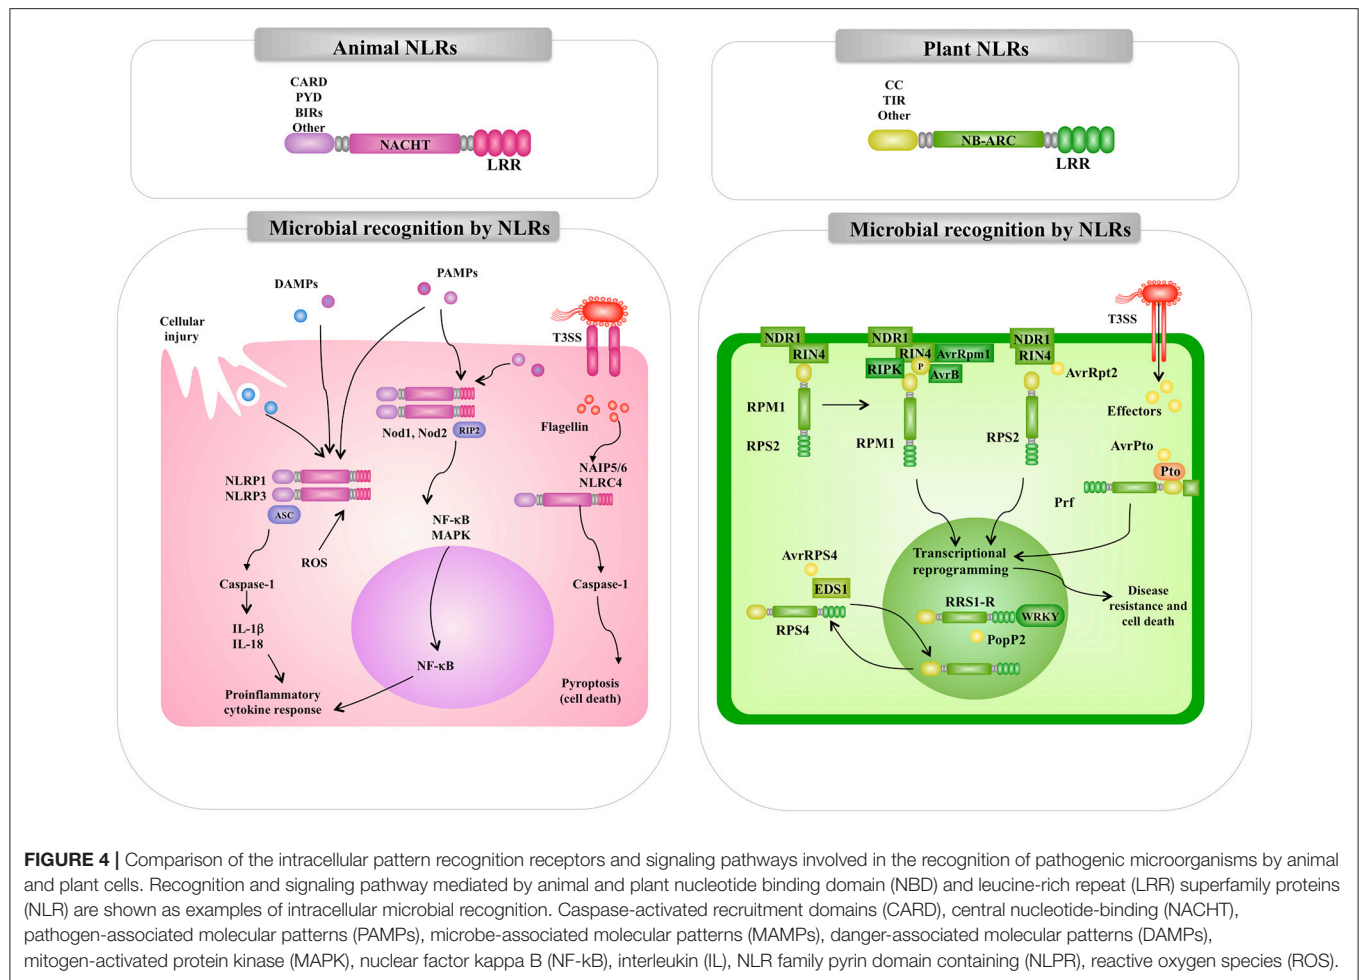 Animal NLRs
CARD
PYD
BIRs
Other
NACHT
LRR
Plant NLRs
CC
TIR
Other
NB-ARC
LRR
Microbial recognition by NLRs
DAMPs
PAMPs
Cellular
injury
T3SS
Nod1, Nod2
RIP2
Flagellin
NLRP1
NLRP3
ASC
ROS
NAIP5/6
NLRC4
NF-κB
MAPK
Caspase-1
Caspase-1
IL-1β
IL-18
NF-κB
Proinflammatory
cytokine response
Pyroptosis
(cell death)
Microbial recognition by NLRs
T3SS
NDR1
RIN4
NDR1
RIN4
AvrRpm1
RIPK
P
AvrB
NDR1
RIN4
AvrRpt2
Effectors
RPM1
RPS2
RPM1
RPS2
AvrPto
Pto
Prf
Transcriptional
reprogramming
AvrRPS4
EDS1
RPS4
RRS1-R
WRKY
PopP2
Disease
resistance and
cell death
FIGURE 4 | Comparison of the intracellular pattern recognition receptors and signaling pathways involved in the recognition of pathogenic microorganisms by animal
and plant cells. Recognition and signaling pathway mediated by animal and plant nucleotide binding domain (NBD) and leucine-rich repeat (LRR) superfamily proteins
(NLR) are shown as examples of intracellular microbial recognition. Caspase-activated recruitment domains (CARD), central nucleotide-binding (NACHT),
pathogen-associated molecular patterns (PAMPs), microbe-associated molecular patterns (MAMPs), danger-associated molecular patterns (DAMPs),
mitogen-activated protein kinase (MAPK), nuclear factor kappa B (NF-kB), interleukin (IL), NLR family pyrin domain containing (NLPR), reactive oxygen species (ROS).